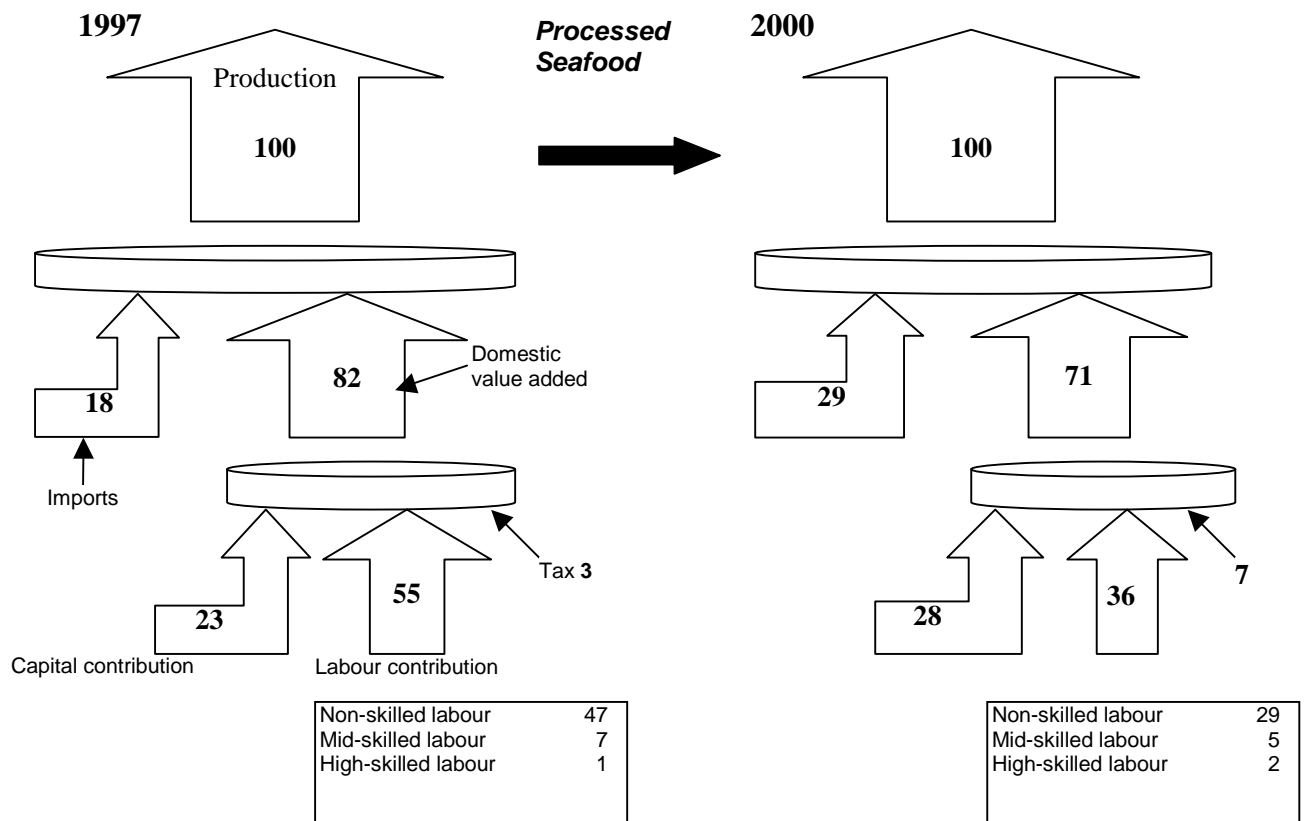 1997
Processed
Seafood
2000
Production
100
100
82
Domestic
value added
18
Imports
71
29
55
23
Tax 3
Capital contribution
Labour contribution
36
28
7
Non-skilled labour 47
Mid-skilled labour 7
High-skilled labour 1
Non-skilled labour 29
Mid-skilled labour 5
High-skilled labour 2